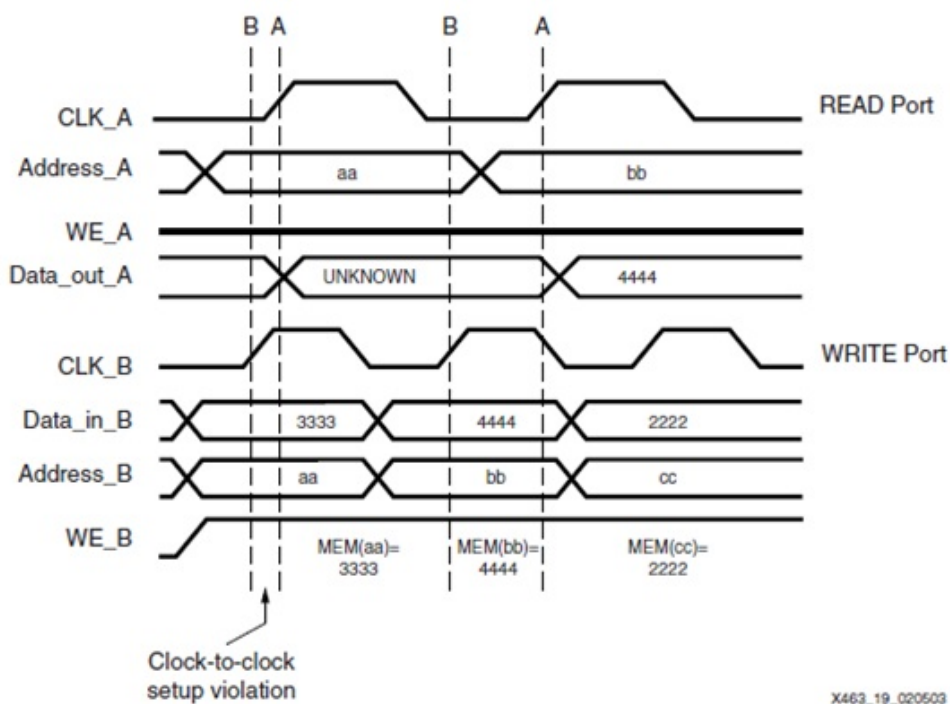 B A B A
CLK_A READ Port
Address_A aa bb
WE_A
Data_out_A UNKNOWN 4444
CLK_B WRITE Port
Data_in_B 3333 4444 2222
Address_B aa bb cc
WE_B
MEM(aa)= MEM(bb)= MEM(cc)=
3333 4444 2222
Clock-to-clock
setup violation
X463_19_020503